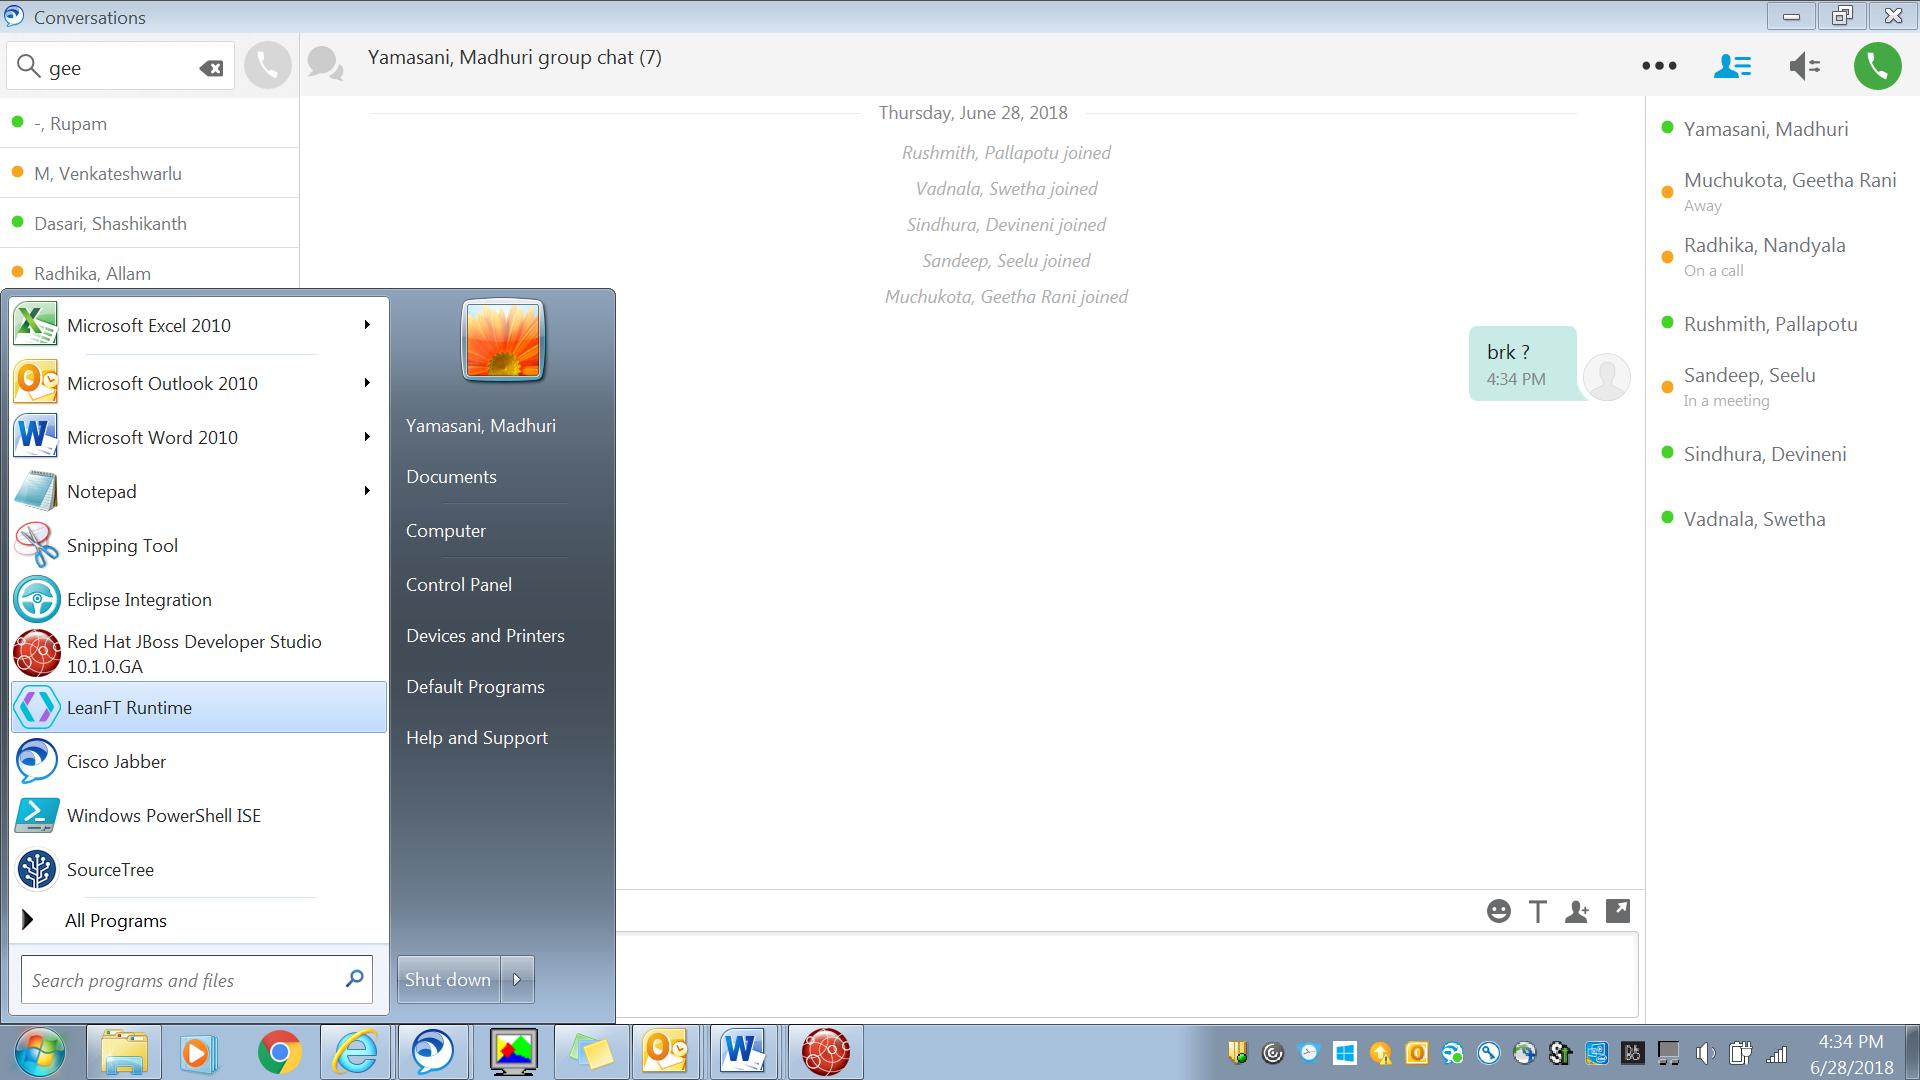 Conversations
gee
Yamasani, Madhuri group chat (7)
-, Rupam
M, Venkateshwarlu
Dasari, Shashikanth
Radhika, Allam
Thursday, June 28, 2018
Rushmith, Pallapotu joined
Vadnala, Swetha joined
Sindhura, Devineni joined
Sandeep, Seelu joined
Muchukota, Geetha Rani joined
brk ?
4:34 PM
Yamasani, Madhuri
Muchukota, Geetha Rani
Away
Radhika, Nandyala
On a call
Rushmith, Pallapotu
Sandeep, Seelu
In a meeting
Sindhura, Devineni
Vadnala, Swetha
Microsoft Excel 2010
Microsoft Outlook 2010
Microsoft Word 2010
Notepad
Snipping Tool
Eclipse Integration
Red Hat JBoss Developer Studio
10.1.0.GA
LeanFT Runtime
Cisco Jabber
Windows PowerShell ISE
SourceTree
All Programs
Search programs and files
Yamasani, Madhuri
Documents
Computer
Control Panel
Devices and Printers
Default Programs
Help and Support
Shut down
4:34 PM
6/28/2018